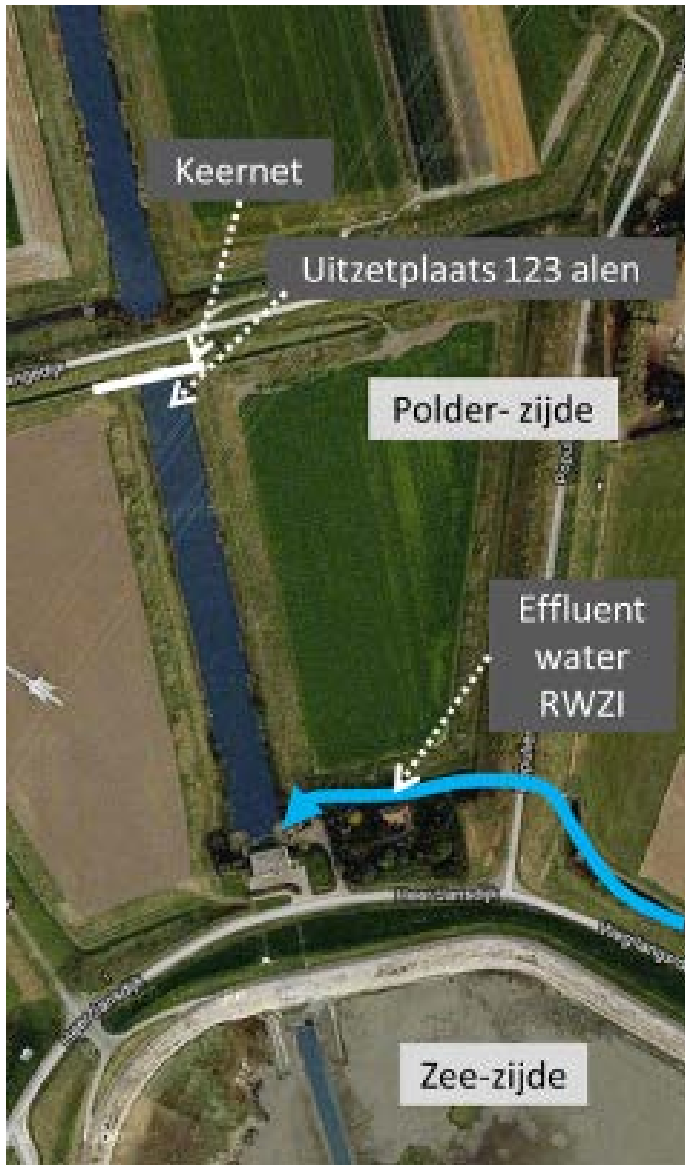 Keernet
Uitzetplaats 123 alen
Polder- zijde
Effluent
water
RWZI
Zee-zijde